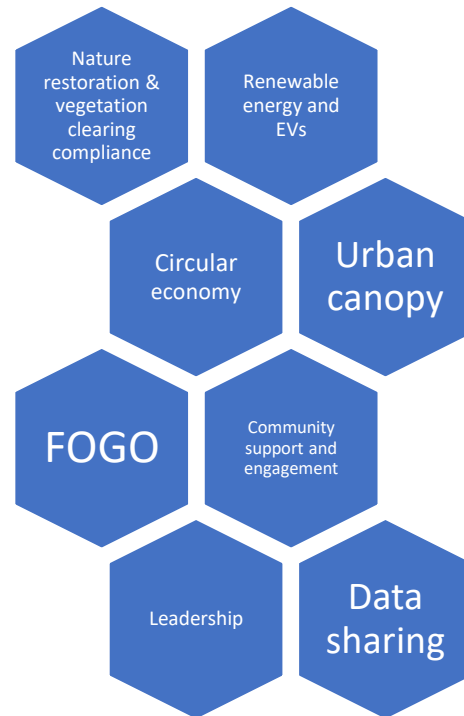 Nature
restoration &
vegetation
clearing
compliance
Renewable
energy and
EVs
Circular
economy
Urban
canopy
FOGO
Community
support and
engagement
Leadership
Data
sharing